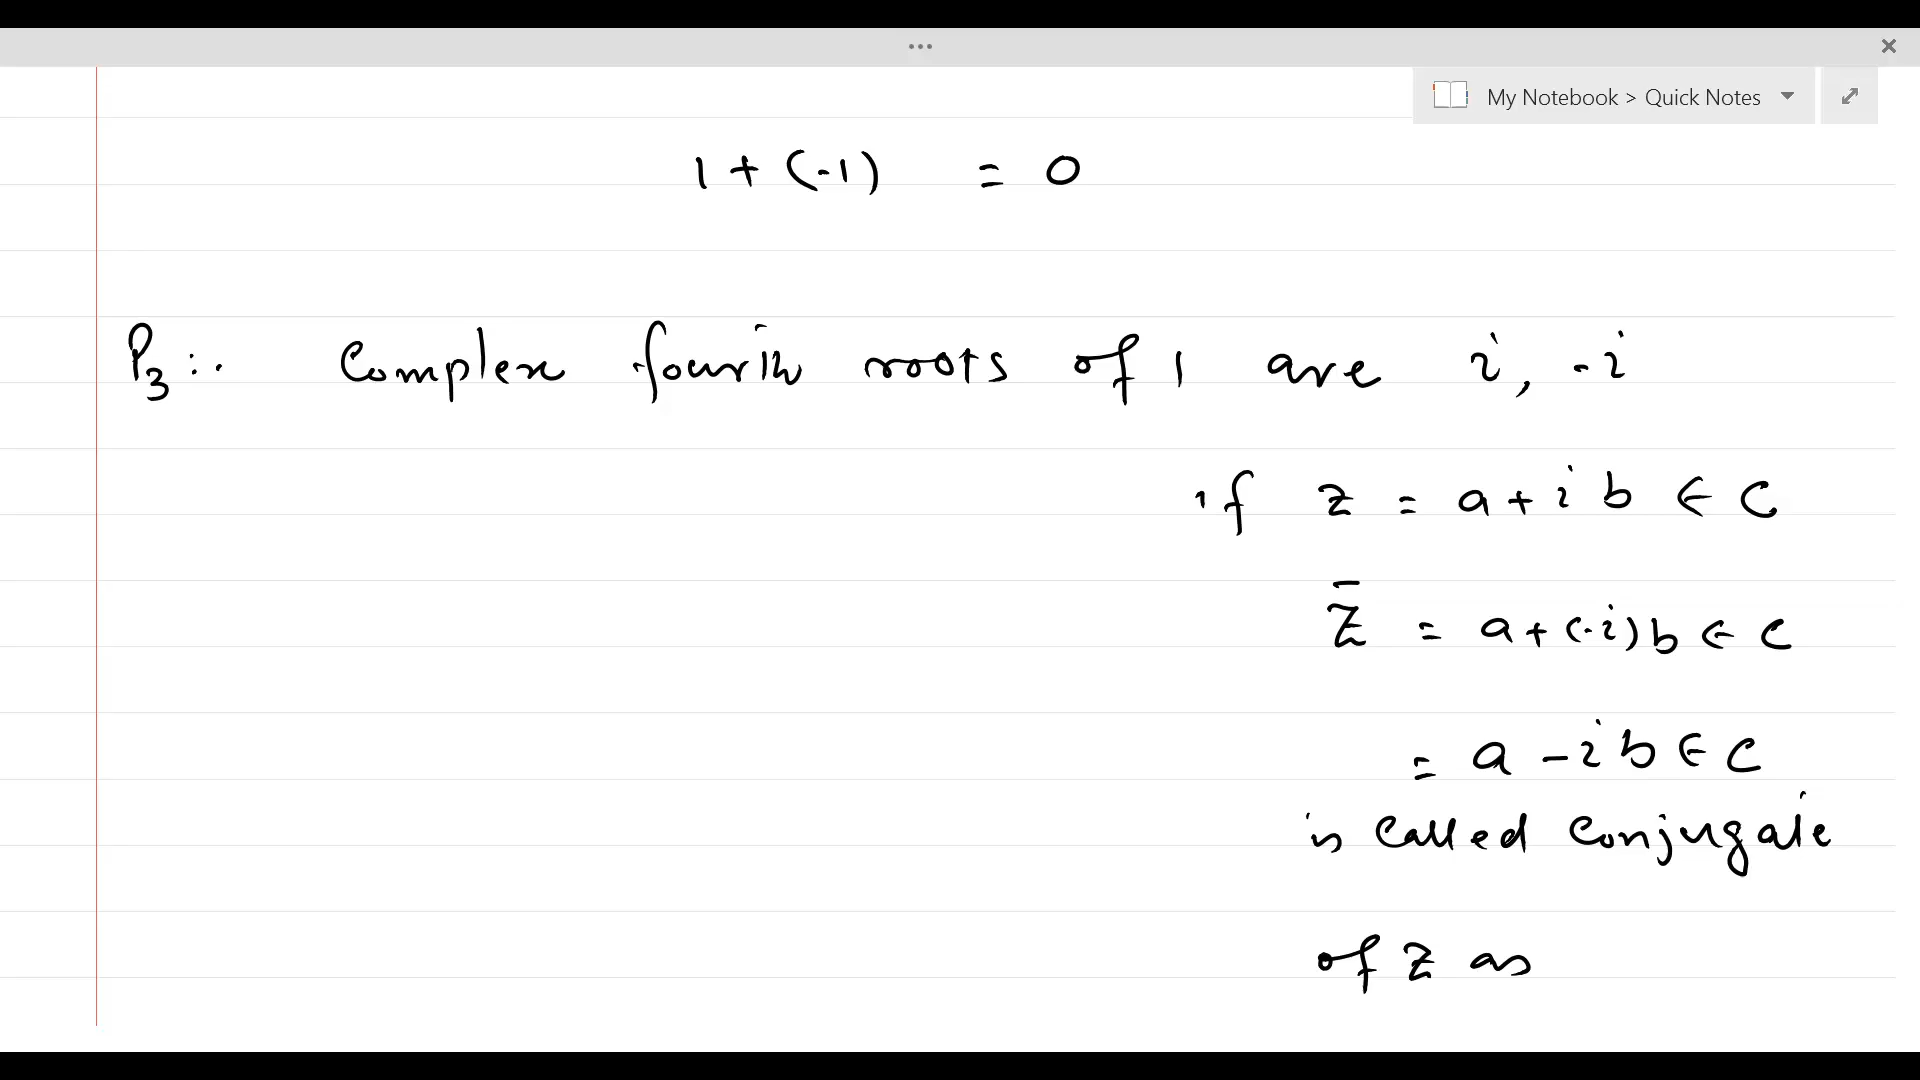 My Notebook > Quick Notes
1 + (-1) = 0
P3:. Complex fourth roots of 1 are i, -i
if z = a + i b ∈ C
z̄ = a + (-i) b ∈ C
= a - i b ∈ C
is called conjugate
of z as